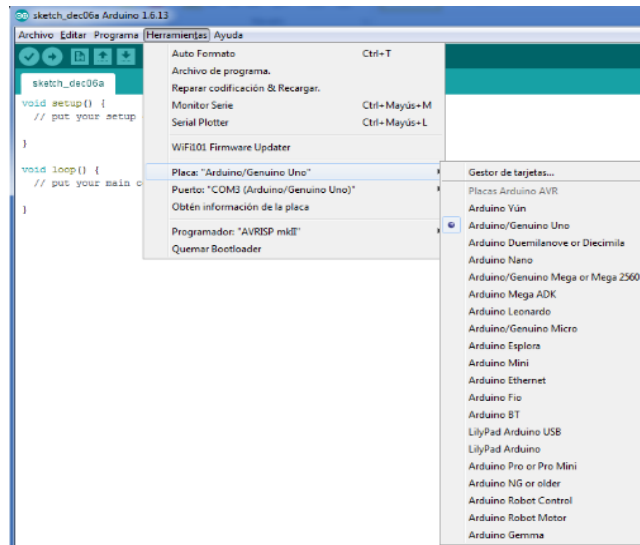 sketch_dec06a Arduino 1.6.13
Archivo Editar Programa Herramientas Ayuda
sketch_dec06a
void setup() {
// put your setup
}
void loop() {
// put your main c
}
Auto Formato Ctrl+T
Archivo de programa.
Reparar codificación & Recargar.
Monitor Serie Ctrl+Mayús+M
Serial Plotter Ctrl+Mayús+L
WiFi101 Firmware Updater
Placa: "Arduino/Genuino Uno"
Puerto: "COM3 (Arduino/Genuino Uno)"
Obtén información de la placa
Programador: "AVRISP mkII"
Quemar Bootloader
Gestor de tarjetas...
Placas Arduino AVR
Arduino Yún
Arduino/Genuino Uno
Arduino Duemilanove or Diecimila
Arduino Nano
Arduino/Genuino Mega or Mega 2560
Arduino Mega ADK
Arduino Leonardo
Arduino/Genuino Micro
Arduino Esplora
Arduino Mini
Arduino Ethernet
Arduino Fio
Arduino BT
LilyPad Arduino USB
LilyPad Arduino
Arduino Pro or Pro Mini
Arduino NG or older
Arduino Robot Control
Arduino Robot Motor
Arduino Gemma